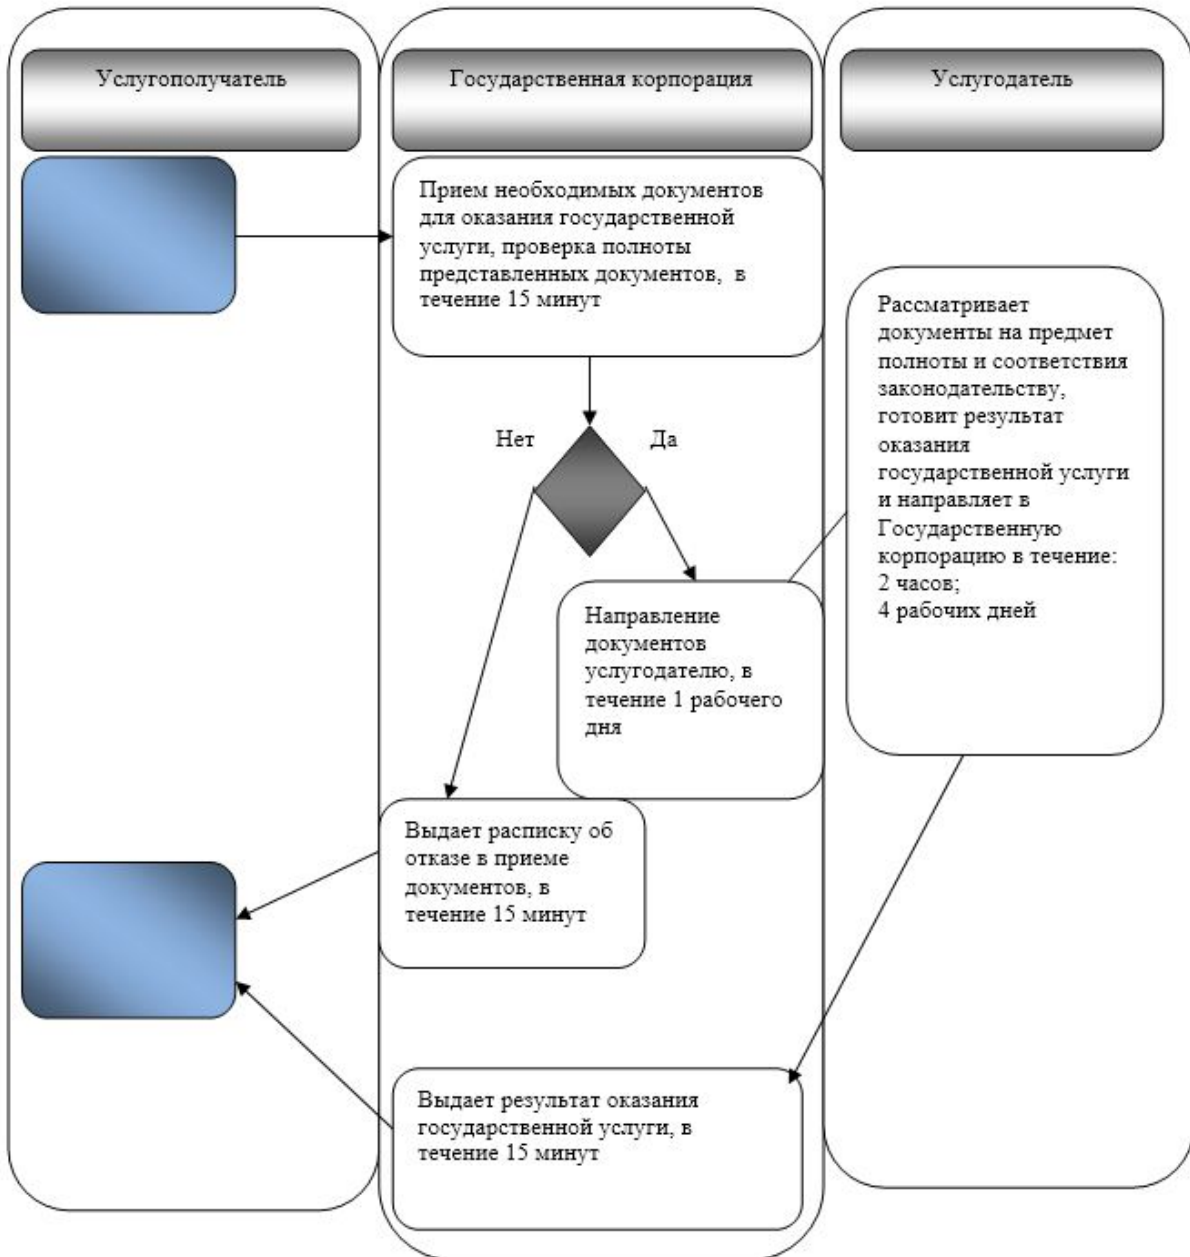 Услугополучатель
Государственная корпорация
Услугодатель
Прием необходимых документов
для оказания государственной
услуги, проверка полноты
представленных документов, в
течение 15 минут
Рассматривает
документы на предмет
полноты и соответствия
законодательству,
готовит результат
оказания
государственной услуги
и направляет в
Государственную
корпорацию в течение:
2 часов;
4 рабочих дней
Нет
Да
Направление
документов
услугодателю, в
течение 1 рабочего
дня
Выдает расписку об
отказе в приеме
документов, в
течение 15 минут
Выдает результат оказания
государственной услуги, в
течение 15 минут